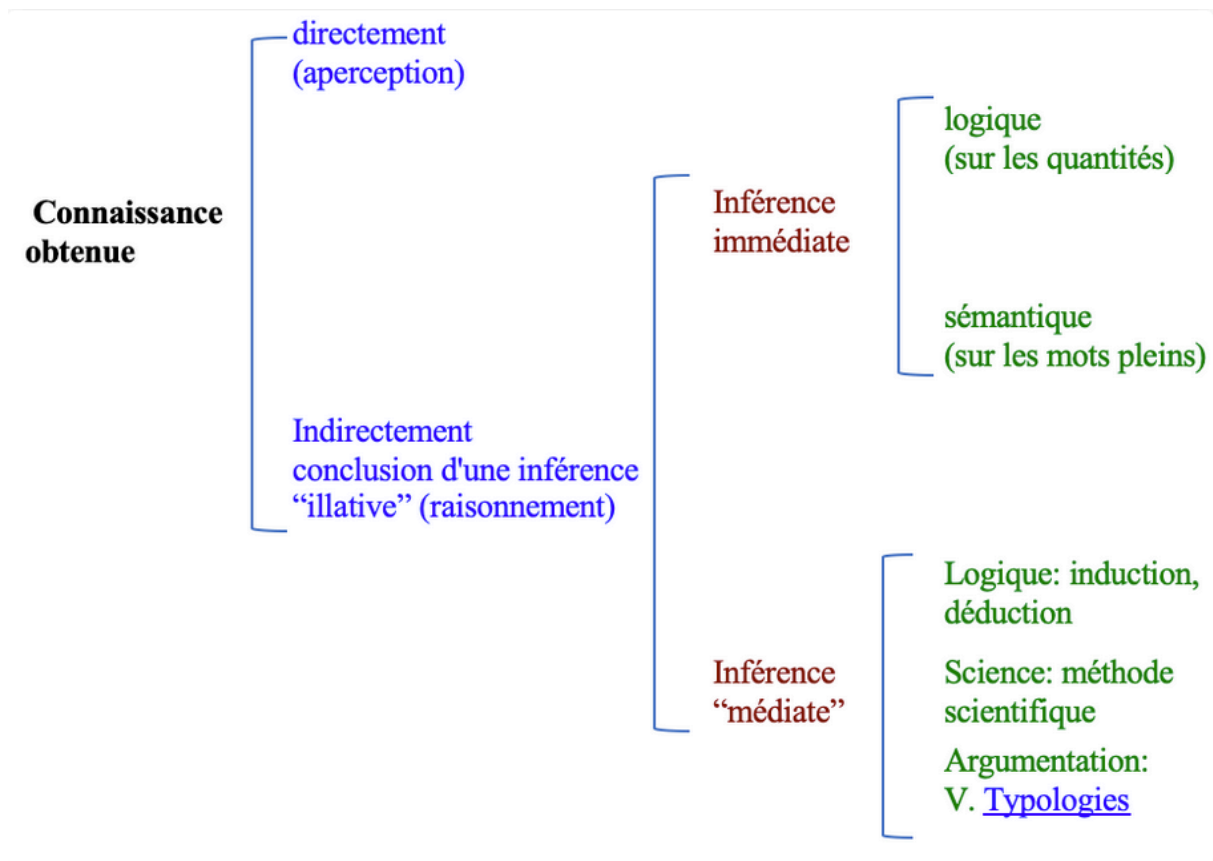 directement
(aperception)
Connaissance
obtenue
Indirectement
conclusion d'une inférence
“illative” (raisonnement)
Inférence
immédiate
logique
(sur les quantités)
sémantique
(sur les mots pleins)
Inférence
“médiate”
Logique: induction,
déduction
Science: méthode
scientifique
Argumentation:
V. Typologies